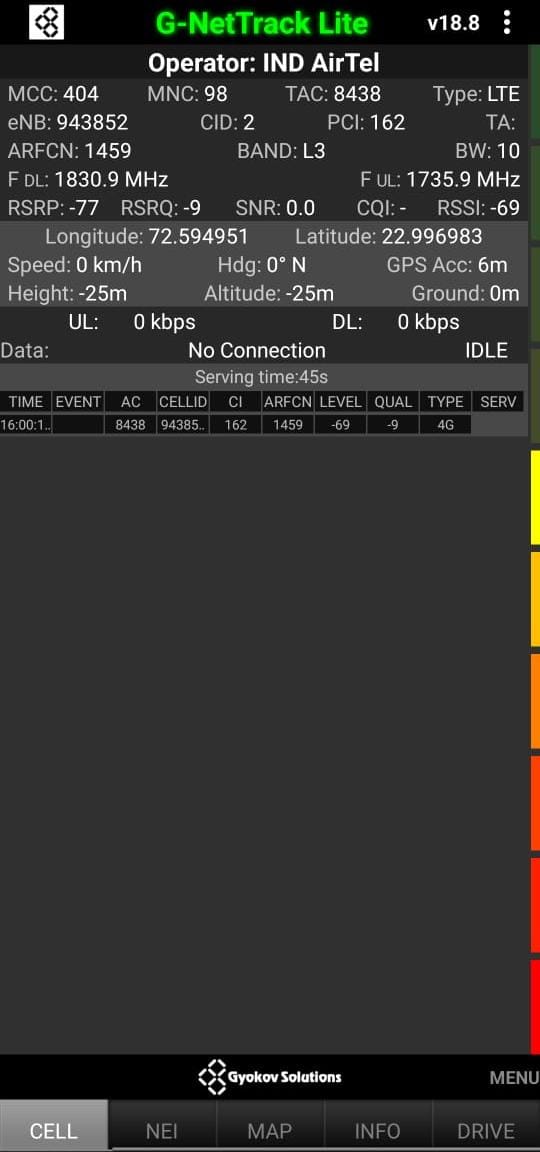 G-NetTrack Lite v18.8
Operator: IND AirTel
MCC: 404 MNC: 98 TAC: 8438 Type: LTE
eNB: 943852 CID: 2 PCI: 162 TA:
ARFCN: 1459 BAND: L3 BW: 10
F DL: 1830.9 MHz F UL: 1735.9 MHz
RSRP: -77 RSRQ: -9 SNR: 0.0 CQI: - RSSI: -69
Longitude: 72.594951 Latitude: 22.996983
Speed: 0 km/h Hdg: 0° N GPS Acc: 6m
Height: -25m Altitude: -25m Ground: 0m
UL: 0 kbps DL: 0 kbps
Data: No Connection IDLE
Serving time:45s
TIME EVENT AC CELLID CI ARFCN LEVEL QUAL TYPE SERV
16:00:1.. 8438 94385.. 162 1459 -69 -9 4G
Gyokov Solutions MENU
CELL NEI MAP INFO DRIVE